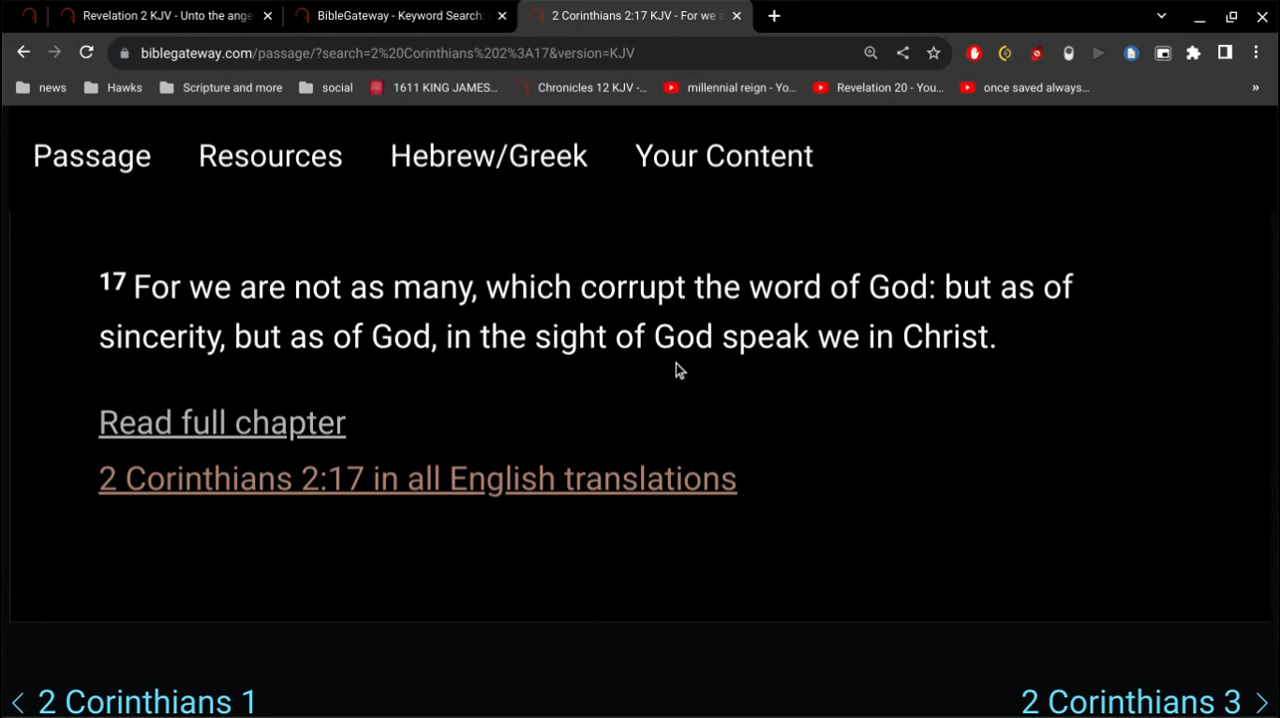 Revelation 2 KJV - Unto the ange
BibleGateway - Keyword Search:
2 Corinthians 2:17 KJV - For we a
biblegateway.com/passage/?search=2%20Corinthians%202%3A17&version=KJV
news
Hawks
Scripture and more
social
1611 KING JAMES...
Chronicles 12 KJV -...
millennial reign - Yo...
Revelation 20 - You...
once saved always...
»
Passage
Resources
Hebrew/Greek
Your Content
17 For we are not as many, which corrupt the word of God: but as of
sincerity, but as of God, in the sight of God speak we in Christ.
Read full chapter
2 Corinthians 2:17 in all English translations
2 Corinthians 1
2 Corinthians 3